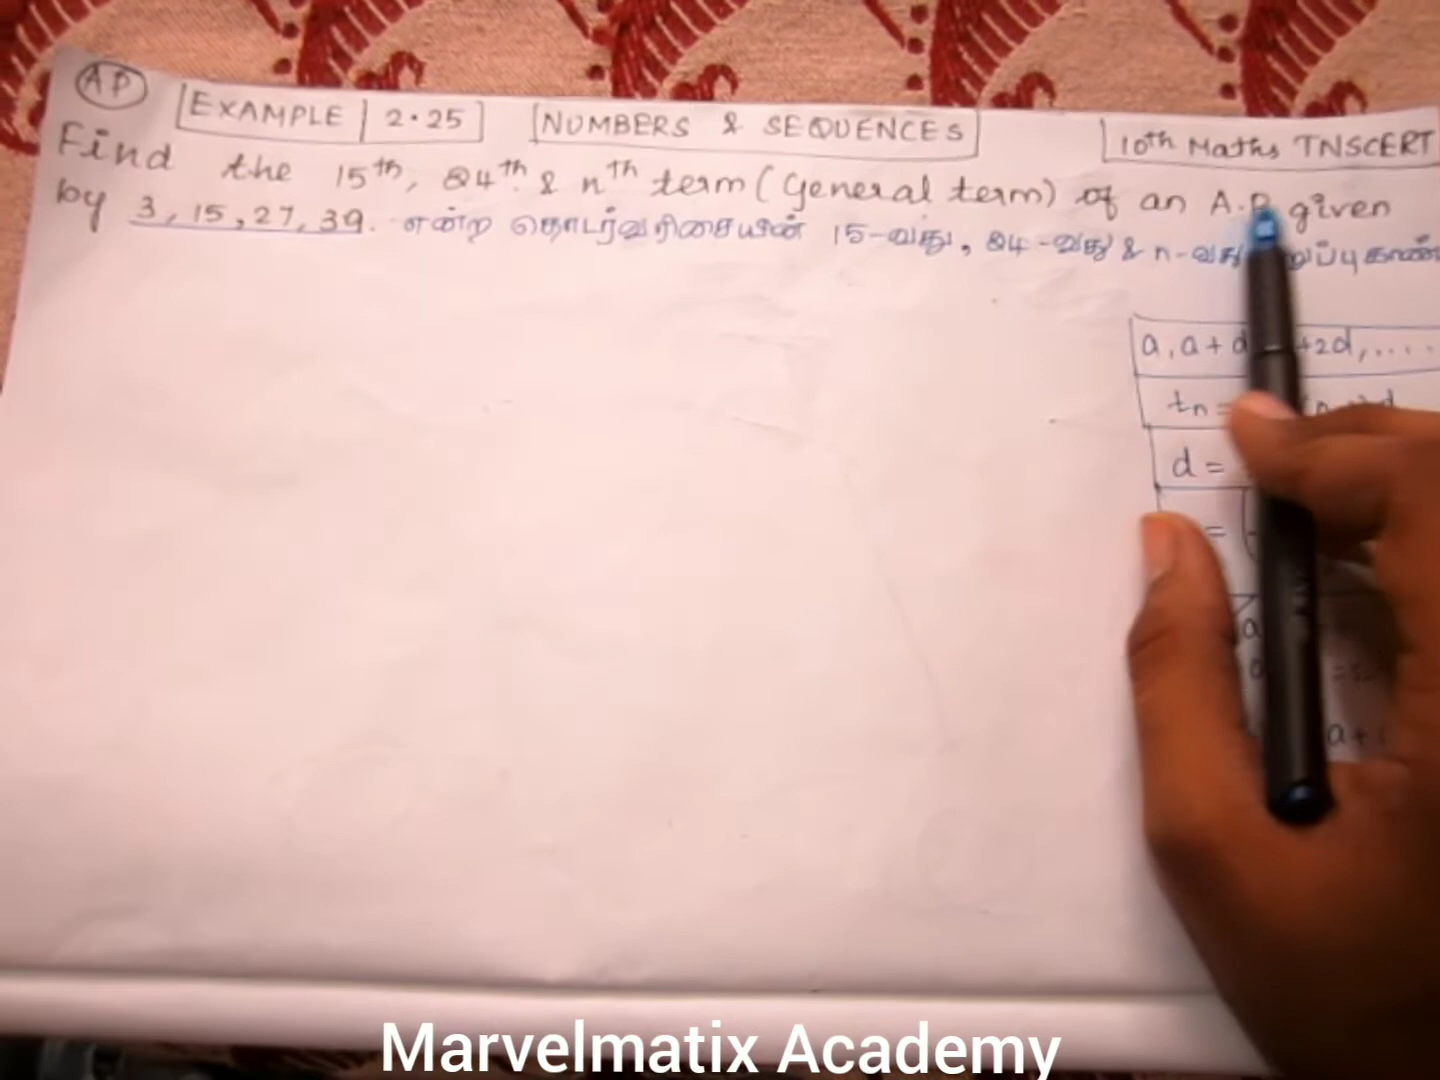 AP
EXAMPLE 2.25 NUMBERS & SEQUENCES 10th Maths TNSCERT
Find the 15th, 24th & nth term (General term) of an A.P given
by 3, 15, 27, 39. என்ற தொடர்வரிசையின் 15-வது, 24-வது & n-வது
a, a+d +2d, ....
tn =
d =
=
Marvelmatix Academy